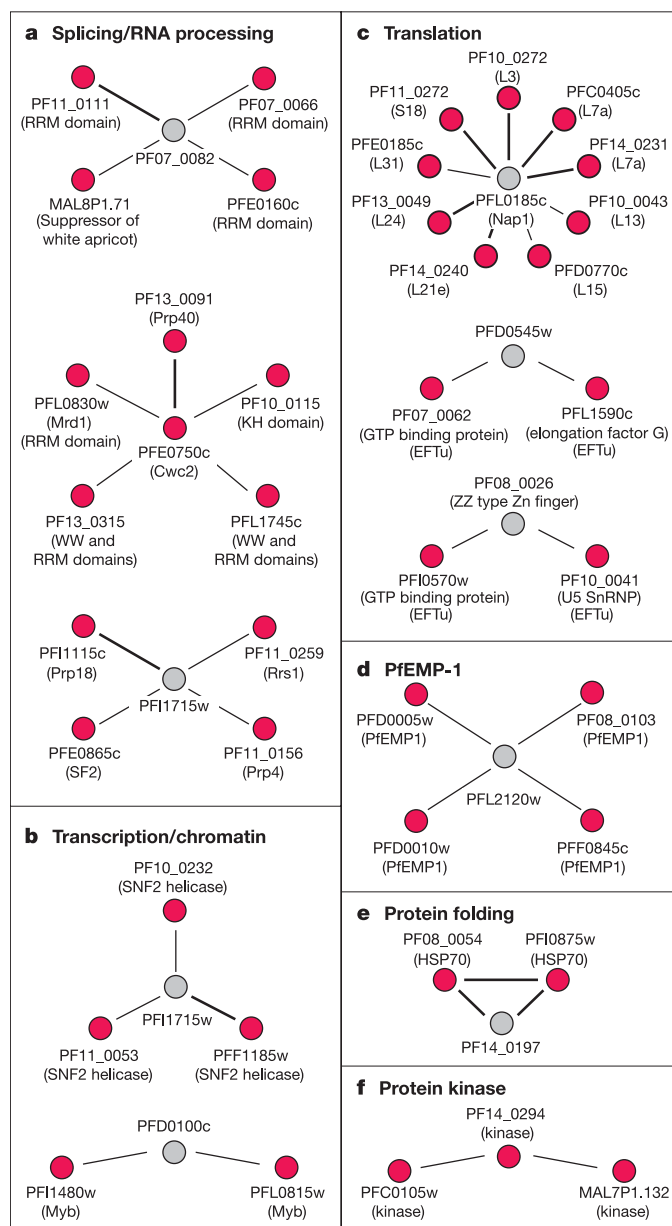 a Splicing/RNA processing
PF11_0111
(RRM domain)
PF07_0066
(RRM domain)
PF07_0082
MAL8P1.71
(Suppressor of
white apricot)
PFE0160c
(RRM domain)
PF13_0091
(Prp40)
PFL0830w
(Mrd1)
(RRM domain)
PF10_0115
(KH domain)
PFE0750c
(Cwc2)
PF13_0315
(WW and
RRM domains)
PFL1745c
(WW and
RRM domains)
PFI1115c
(Prp18)
PF11_0259
(Rrs1)
PFI1715w
PFE0865c
(SF2)
PF11_0156
(Prp4)
b Transcription/chromatin
PF10_0232
(SNF2 helicase)
PFI1715w
PF11_0053
(SNF2 helicase)
PFF1185w
(SNF2 helicase)
PFD0100c
PFI1480w
(Myb)
PFL0815w
(Myb)
c Translation
PF10_0272
(L3)
PF11_0272
(S18)
PFC0405c
(L7a)
PFE0185c
(L31)
PF14_0231
(L7a)
PFL0185c
(Nap1)
PF13_0049
(L24)
PF10_0043
(L13)
PF14_0240
(L21e)
PFD0770c
(L15)
PFD0545w
PF07_0062
(GTP binding protein)
(EFTu)
PFL1590c
(elongation factor G)
(EFTu)
PF08_0026
(ZZ type Zn finger)
PFI0570w
(GTP binding protein)
(EFTu)
PF10_0041
(U5 SnRNP)
(EFTu)
d PfEMP-1
PFD0005w
(PfEMP1)
PF08_0103
(PfEMP1)
PFL2120w
PFD0010w
(PfEMP1)
PFF0845c
(PfEMP1)
e Protein folding
PF08_0054
(HSP70)
PFI0875w
(HSP70)
PF14_0197
f Protein kinase
PF14_0294
(kinase)
PFC0105w
(kinase)
MAL7P1.132
(kinase)